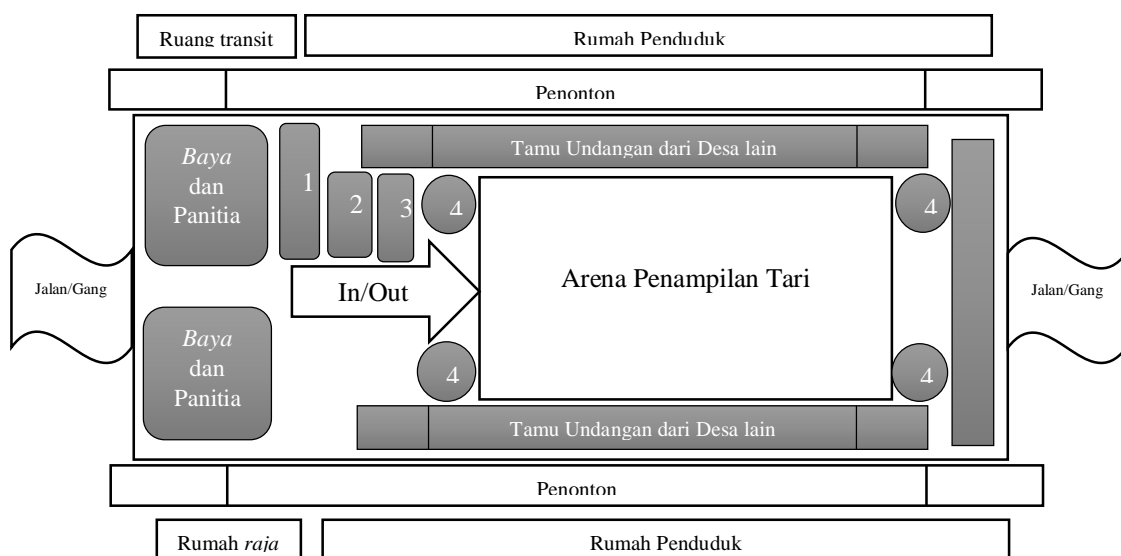 Ruang transit
Rumah Penduduk
Penonton
Baya
dan
Panitia
1
2
3
4
Tamu Undangan dari Desa lain
4
Jalan/Gang
In/Out
Arena Penampilan Tari
Jalan/Gang
Baya
dan
Panitia
4
4
Tamu Undangan dari Desa lain
Penonton
Rumah raja
Rumah Penduduk